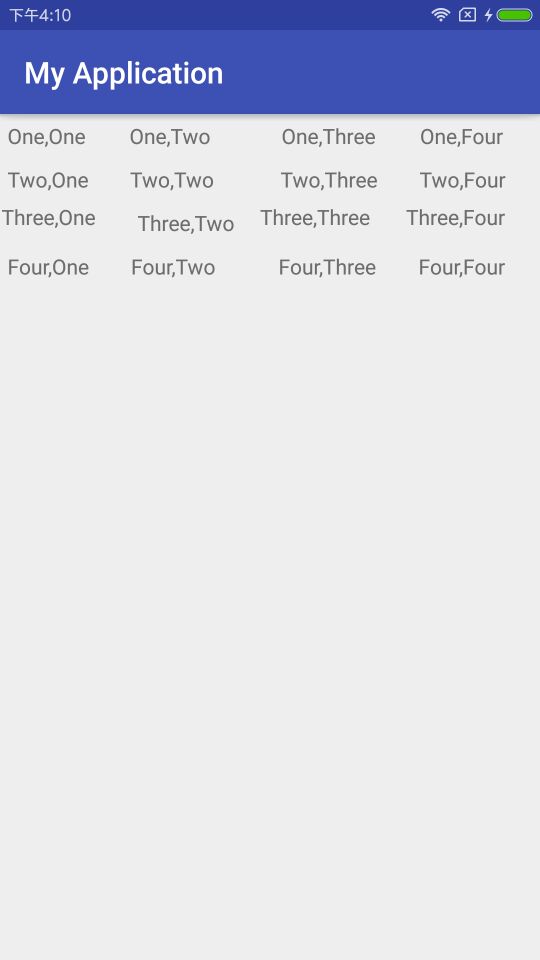 下午4:10
My Application
One,One One,Two One,Three One,Four
Two,One Two,Two Two,Three Two,Four
Three,One Three,Two Three,Three Three,Four
Four,One Four,Two Four,Three Four,Four